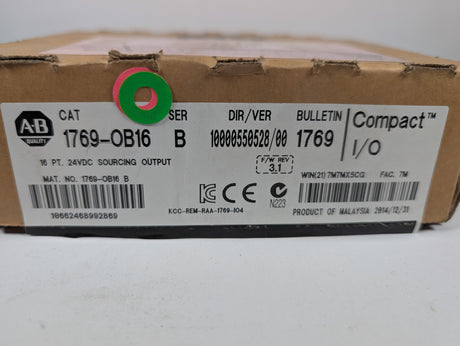 A-B QUALITY
CAT SER DIR/VER BULLETIN Compact™ I/O
1769-OB16 B 10000550528/00 1769
16 PT. 24VDC SOURCING OUTPUT
F/W REV 3.1
MAT. NO. 1769-OB16 B
10662468992869
KCC-REM-RAA-1769-IO4
N223
WIN(21)7M7MX5CG FAC. 7M
PRODUCT OF MALAYSIA 2014/12/31